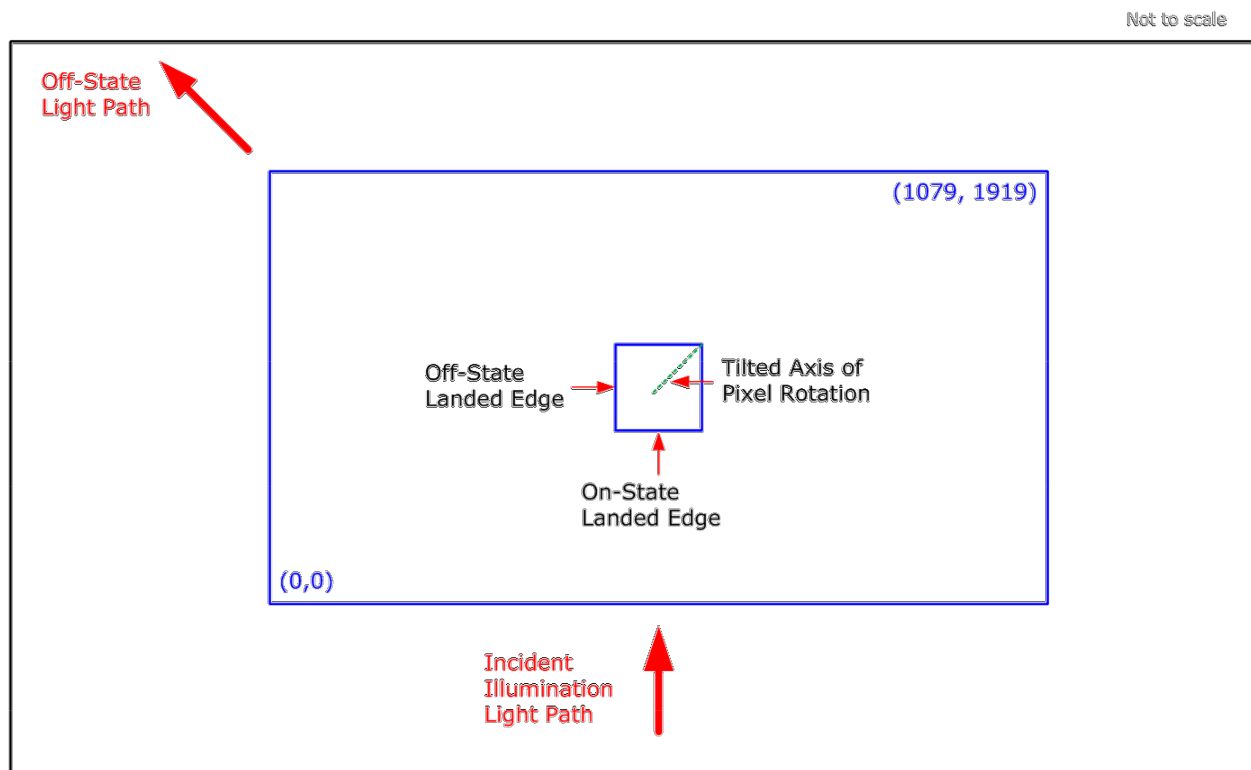 Not to scale
Off-State
Light Path
(1079, 1919)
Off-State
Landed Edge
Tilted Axis of
Pixel Rotation
On-State
Landed Edge
(0,0)
Incident
Illumination
Light Path